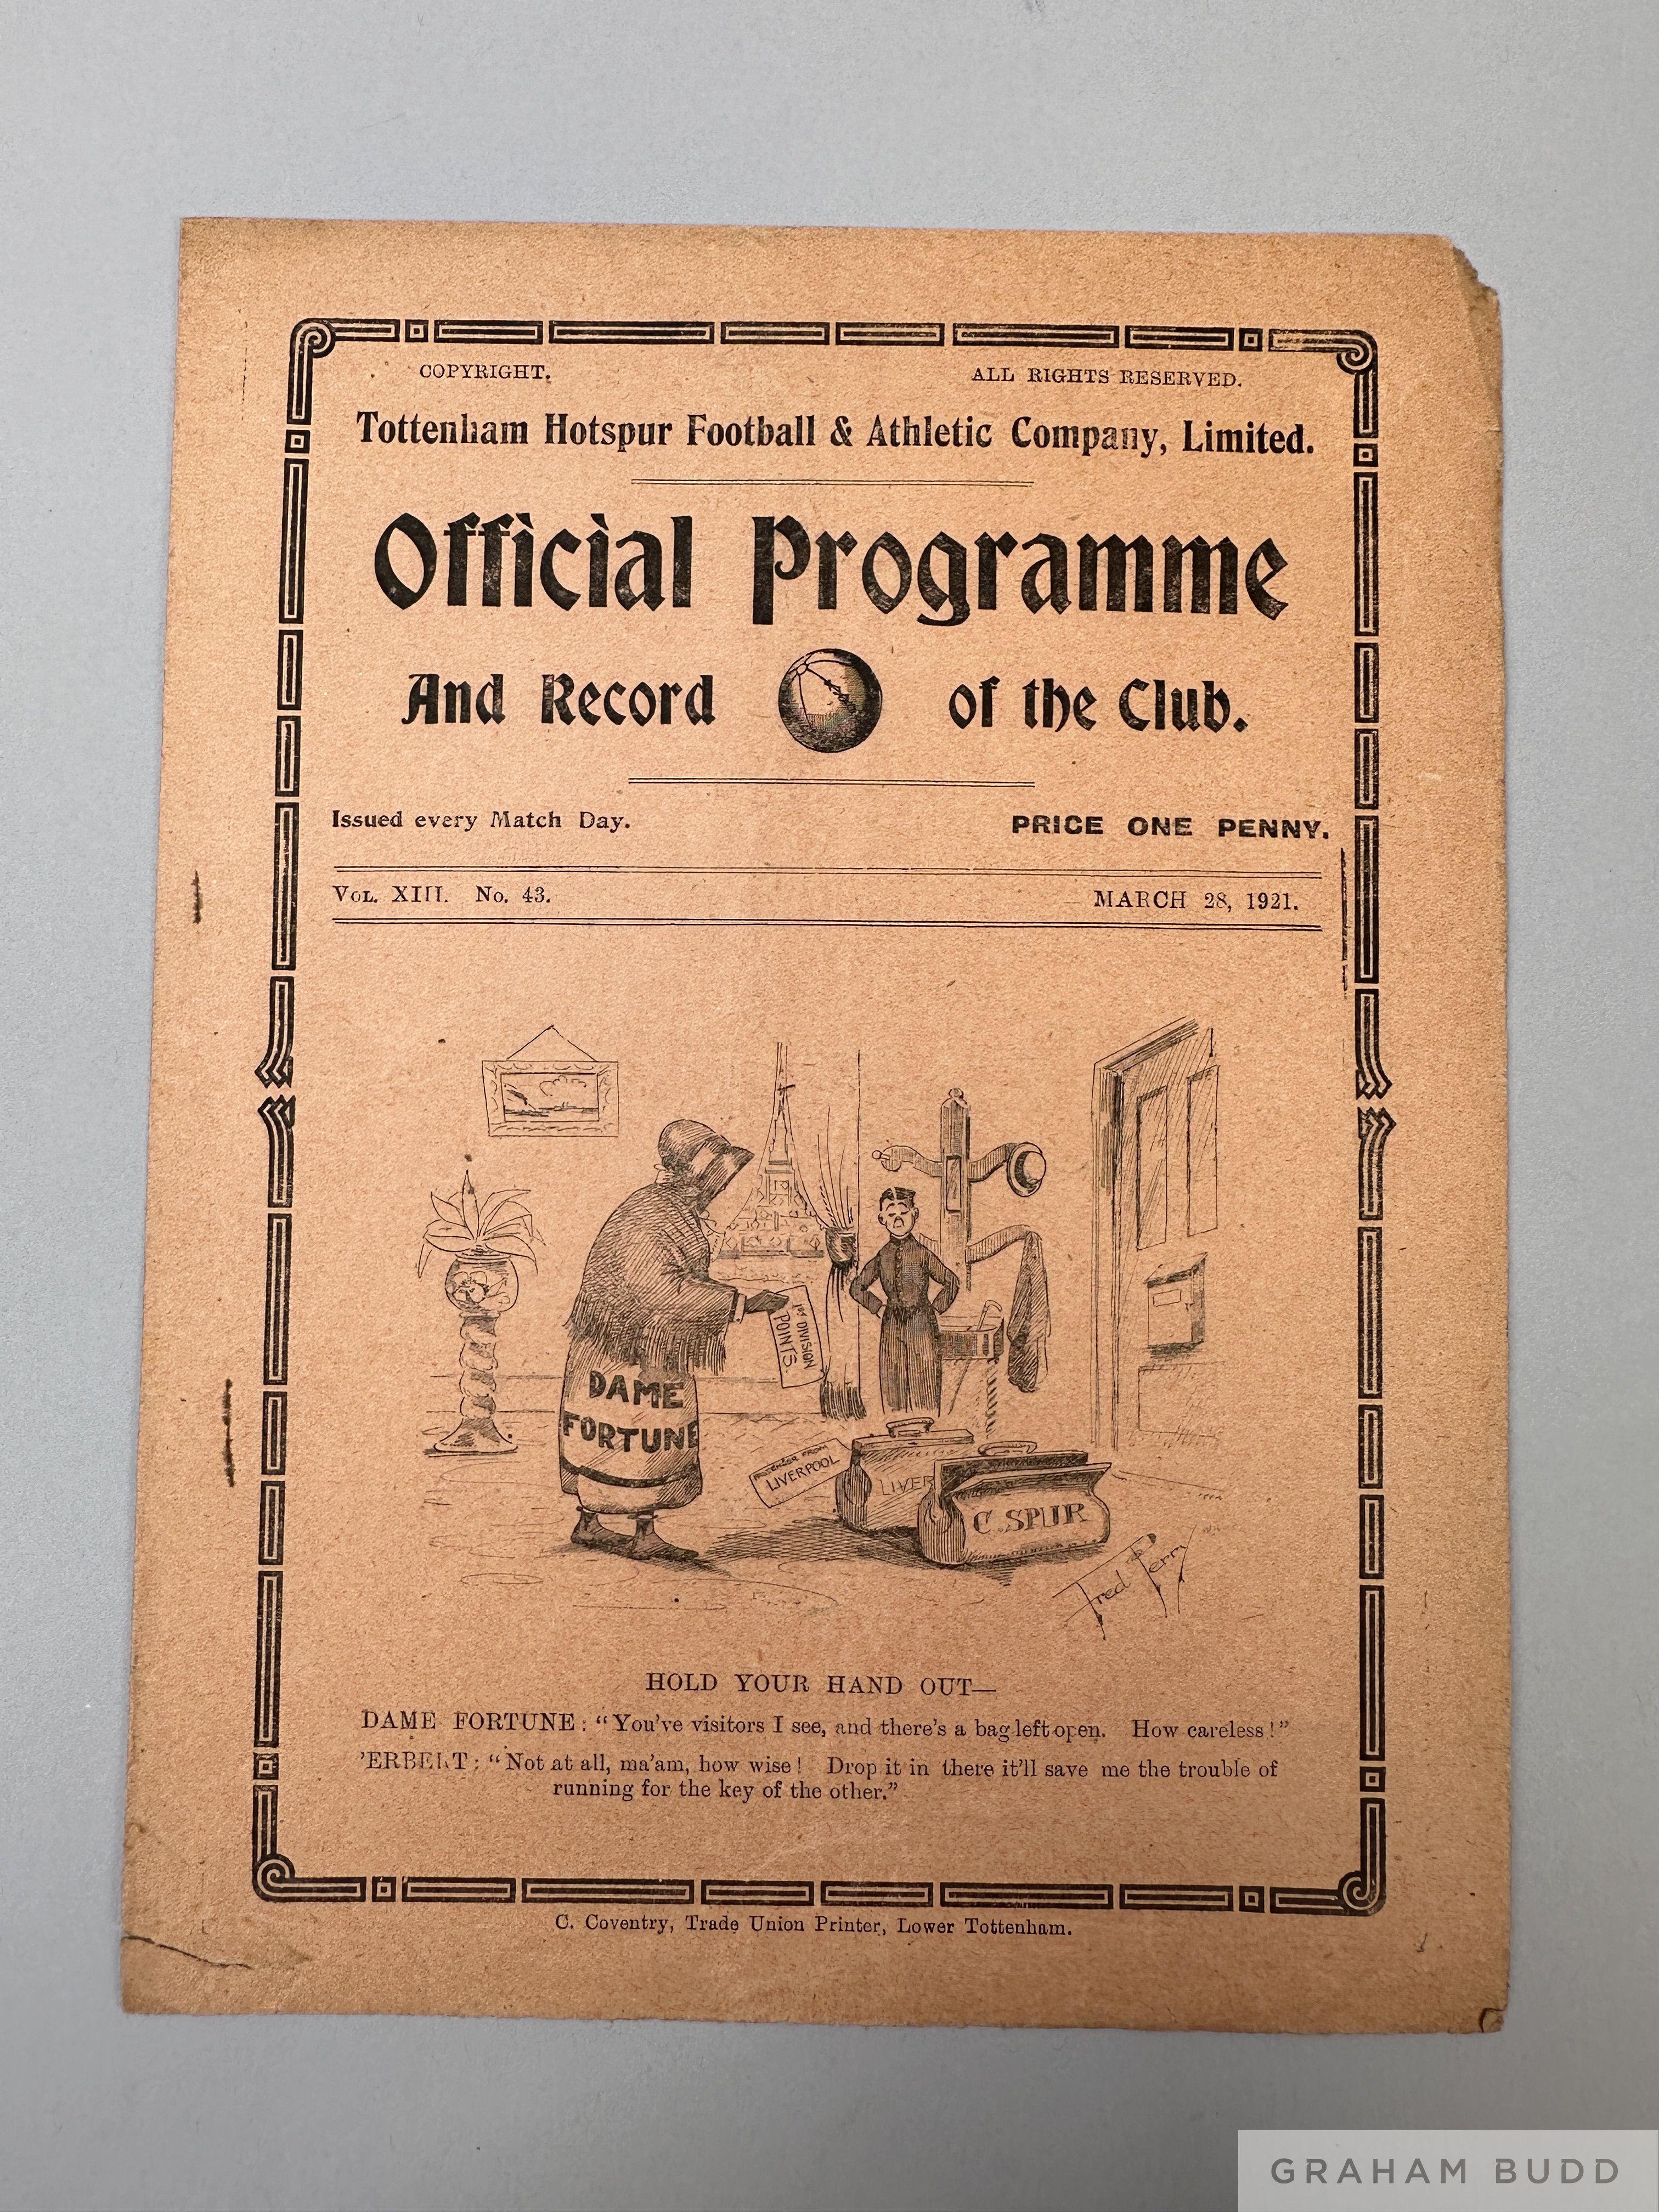 COPYRIGHT. ALL RIGHTS RESERVED.
Tottenham Hotspur Football & Athletic Company, Limited.
Official Programme
And Record of the Club.
Issued every Match Day. PRICE ONE PENNY.
VOL. XIII. No. 43. MARCH 28, 1921.
1ST DIVISION
POINTS.
DAME
FORTUNE
PASSENGER FROM
LIVERPOOL
LIVER
C. SPUR
Fred Perry
HOLD YOUR HAND OUT—
DAME FORTUNE: "You've visitors I see, and there's a bag left open. How careless!"
'ERBERT: "Not at all, ma'am, how wise! Drop it in there it'll save me the trouble of
running for the key of the other."
C. Coventry, Trade Union Printer, Lower Tottenham.
GRAHAM BUDD